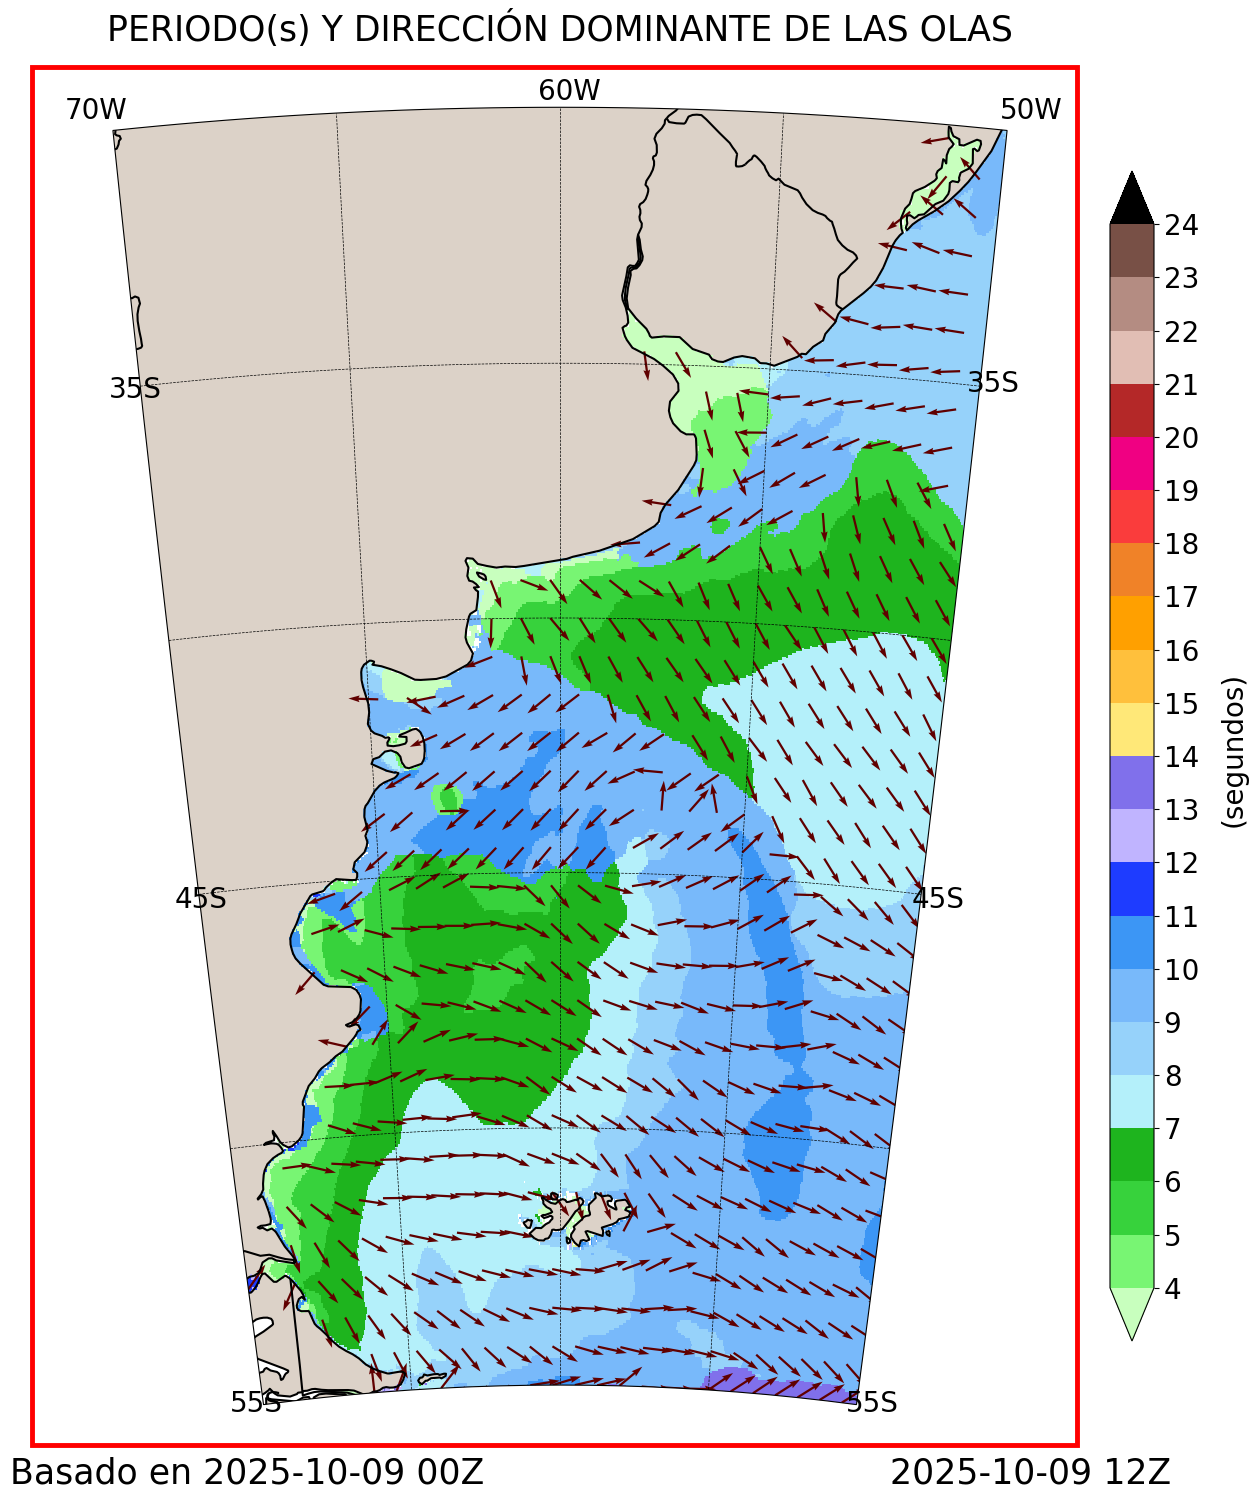 PERIODO(s) Y DIRECCIÓN DOMINANTE DE LAS OLAS
70W
60W
50W
35S
35S
45S
45S
55S
55S
24
23
22
21
20
19
18
17
16
15
14
13
12
11
10
9
8
7
6
5
4
(segundos)
Basado en 2025-10-09 00Z
2025-10-09 12Z